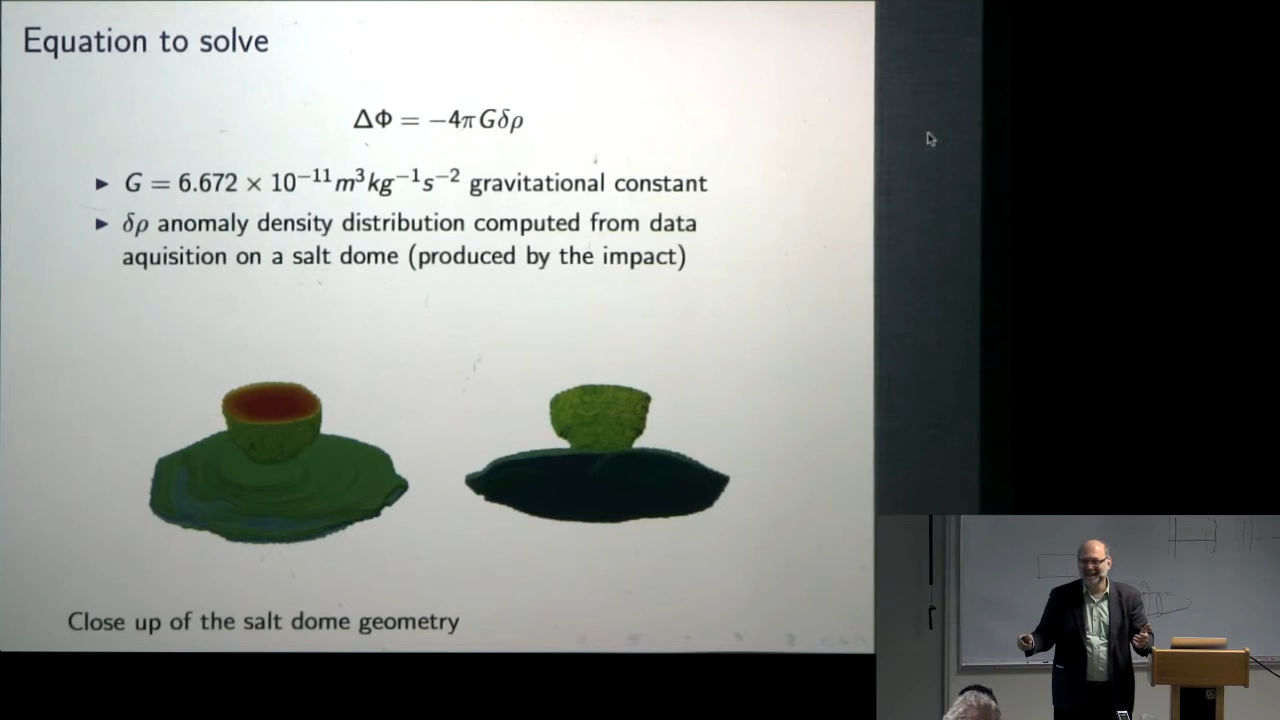 Equation to solve
ΔΦ = −4πGδρ
▶ G = 6.672 × 10⁻¹¹m³kg⁻¹s⁻² gravitational constant
▶ δρ anomaly density distribution computed from data
aquisition on a salt dome (produced by the impact)
Close up of the salt dome geometry